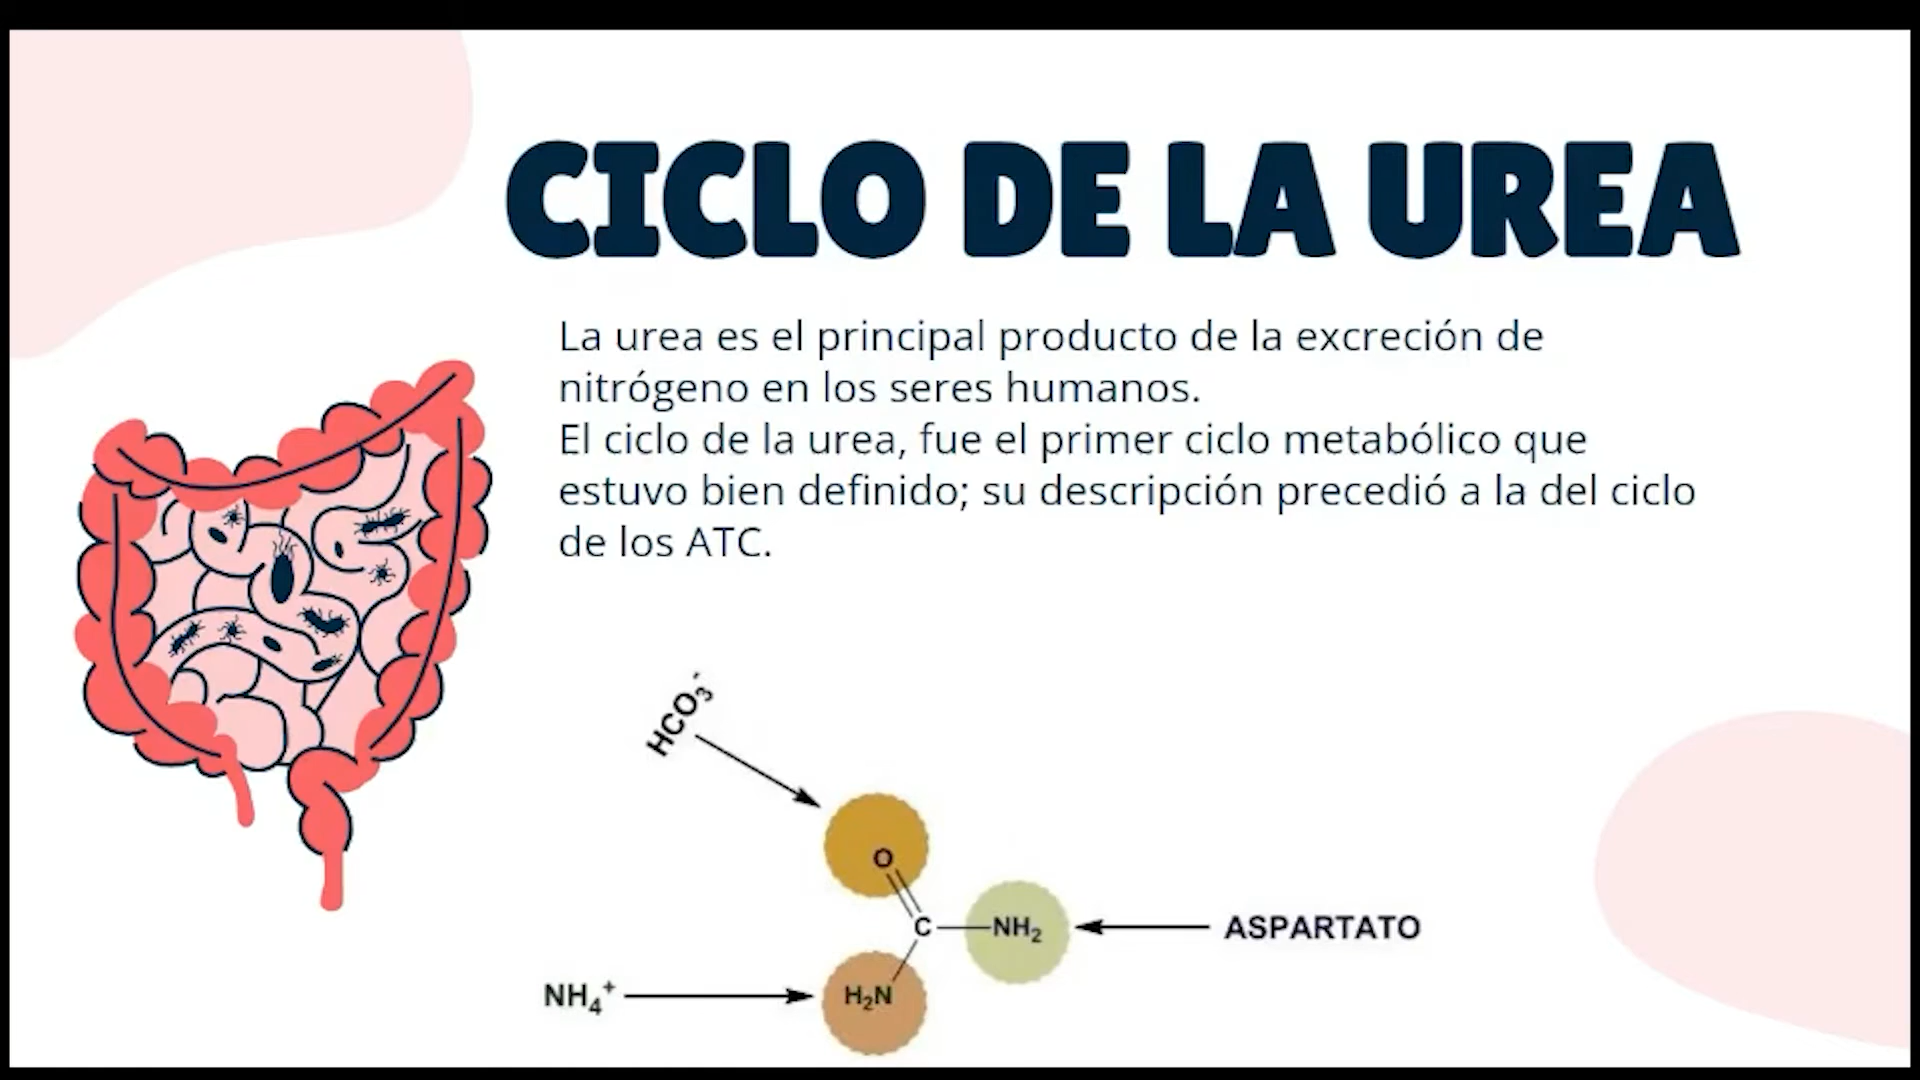 CICLO DE LA UREA
La urea es el principal producto de la excreción de
nitrógeno en los seres humanos.
El ciclo de la urea, fue el primer ciclo metabólico que
estuvo bien definido; su descripción precedió a la del ciclo
de los ATC.
HCO₃⁻
O
C NH₂
ASPARTATO
NH₄⁺
H₂N